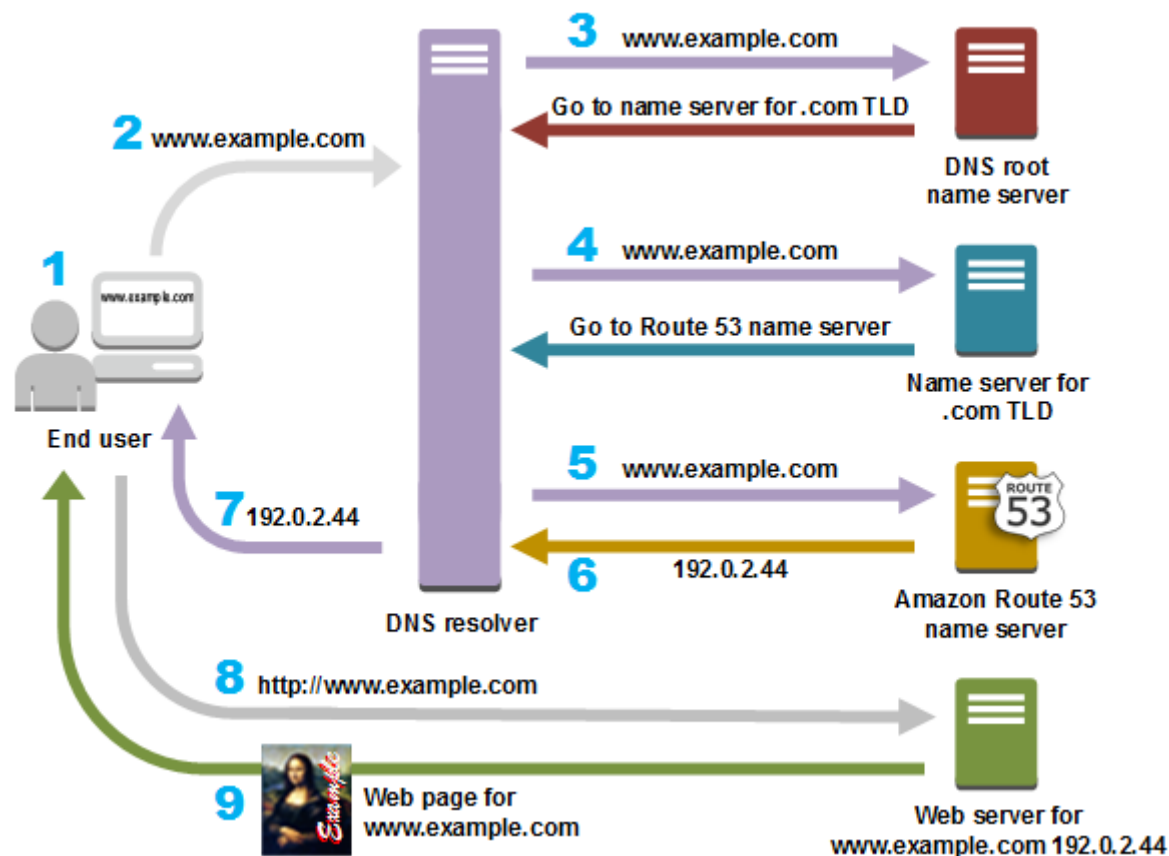 3 www.example.com
Go to name server for .com TLD
DNS root
name server
2 www.example.com
1
www.example.com
End user
4 www.example.com
Go to Route 53 name server
Name server for
.com TLD
5 www.example.com
ROUTE
53
6 192.0.2.44
Amazon Route 53
name server
7 192.0.2.44
DNS resolver
8 http://www.example.com
9
Example
Web page for
www.example.com
Web server for
www.example.com 192.0.2.44